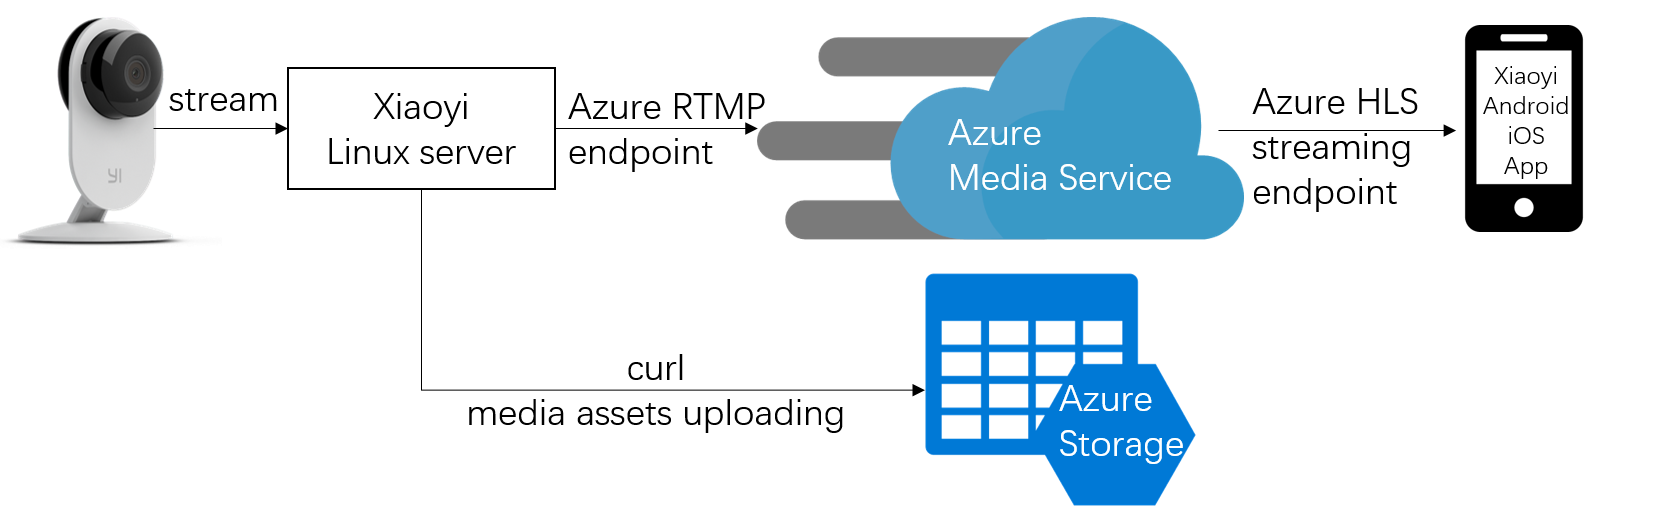 YI
stream
Xiaoyi
Linux server
Azure RTMP
endpoint
Azure
Media Service
Azure HLS
streaming
endpoint
Xiaoyi
Android
iOS
App
curl
media assets uploading
Azure
Storage